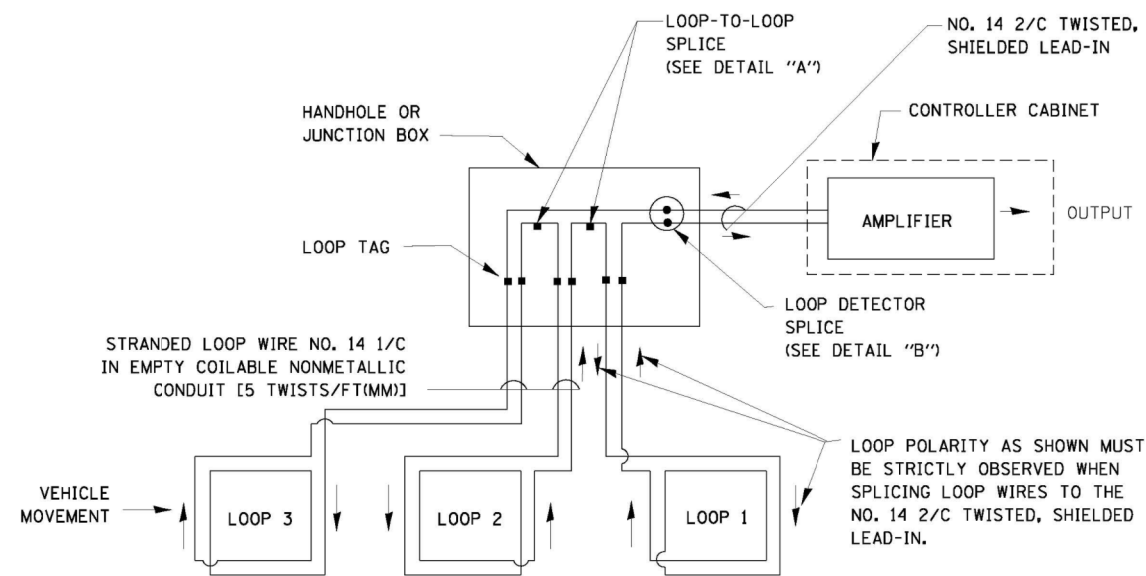 LOOP-TO-LOOP
SPLICE
(SEE DETAIL "A")
NO. 14 2/C TWISTED,
SHIELDED LEAD-IN
HANDHOLE OR
JUNCTION BOX
CONTROLLER CABINET
AMPLIFIER
OUTPUT
LOOP TAG
LOOP DETECTOR
SPLICE
(SEE DETAIL "B")
STRANDED LOOP WIRE NO. 14 1/C
IN EMPTY COILABLE NONMETALLIC
CONDUIT [5 TWISTS/FT(MM)]
LOOP POLARITY AS SHOWN MUST
BE STRICTLY OBSERVED WHEN
SPLICING LOOP WIRES TO THE
NO. 14 2/C TWISTED, SHIELDED
LEAD-IN.
VEHICLE
MOVEMENT
LOOP 3
LOOP 2
LOOP 1